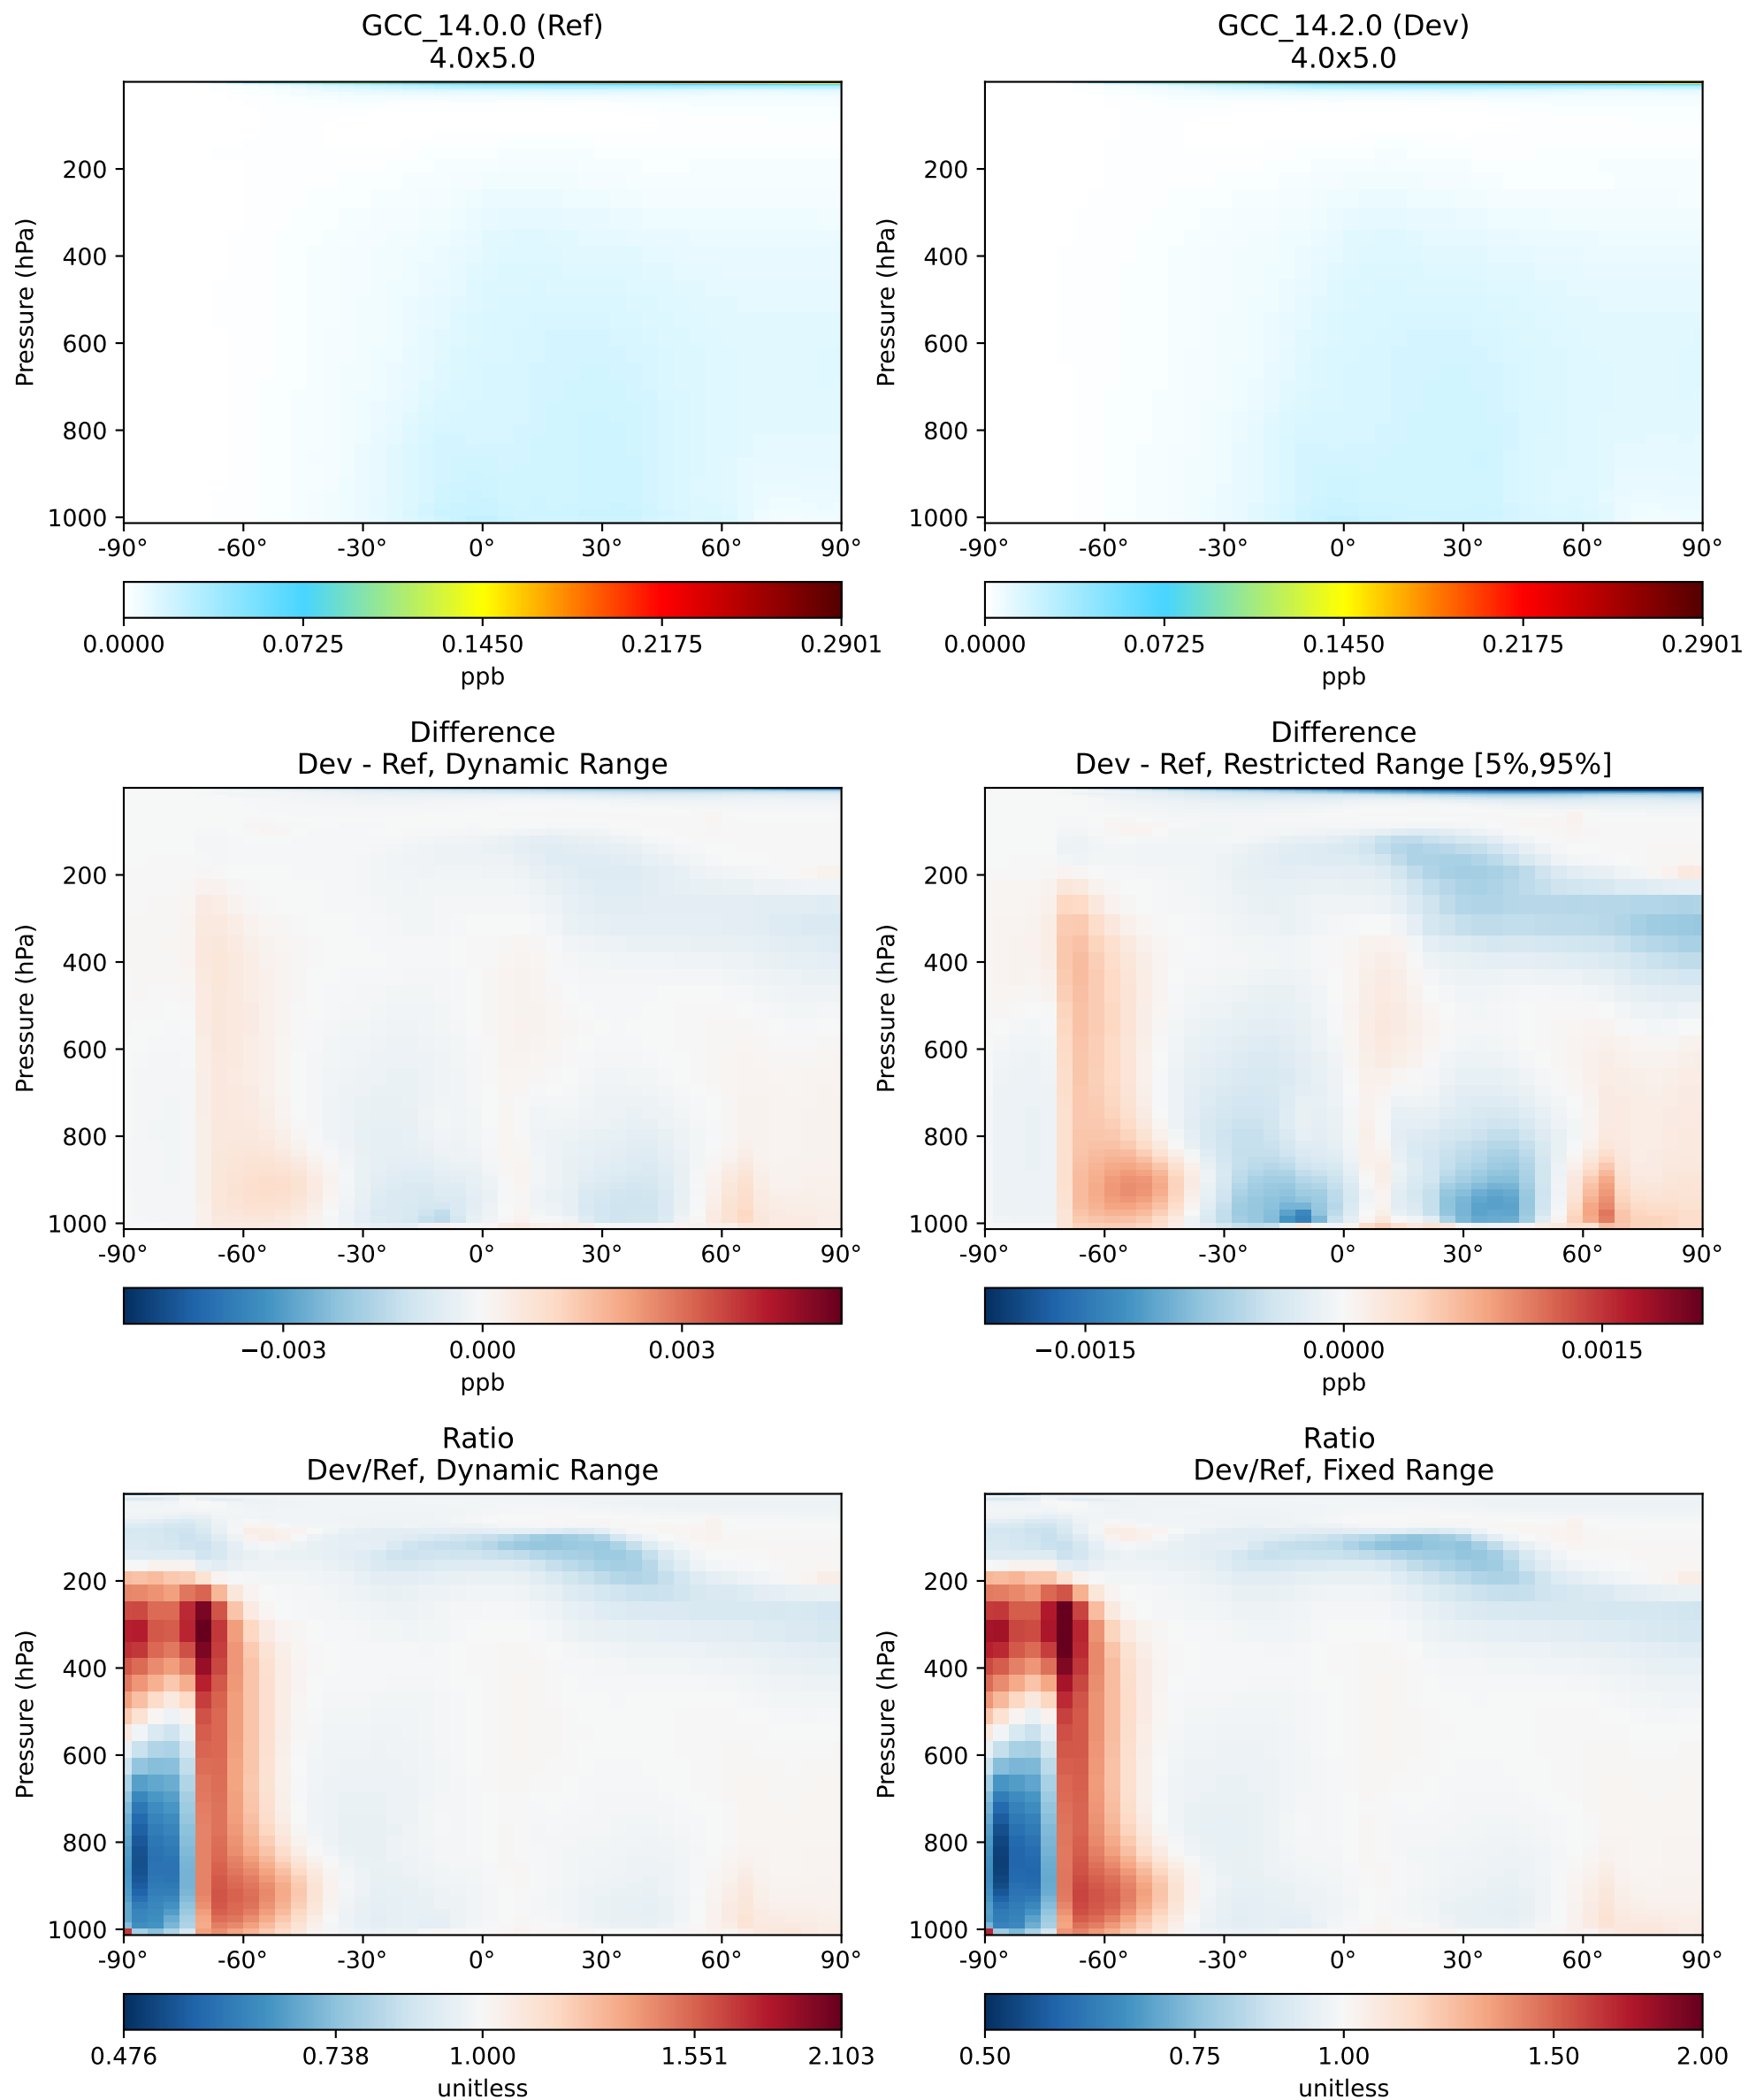 GCC_14.0.0 (Ref)
4.0x5.0
Pressure (hPa)
200
400
600
800
1000
-90° -60° -30° 0° 30° 60° 90°
0.0000 0.0725 0.1450 0.2175 0.2901
ppb
GCC_14.2.0 (Dev)
4.0x5.0
Pressure (hPa)
200
400
600
800
1000
-90° -60° -30° 0° 30° 60° 90°
0.0000 0.0725 0.1450 0.2175 0.2901
ppb
Difference
Dev - Ref, Dynamic Range
Pressure (hPa)
200
400
600
800
1000
-90° -60° -30° 0° 30° 60° 90°
−0.003 0.000 0.003
ppb
Difference
Dev - Ref, Restricted Range [5%,95%]
Pressure (hPa)
200
400
600
800
1000
-90° -60° -30° 0° 30° 60° 90°
−0.0015 0.0000 0.0015
ppb
Ratio
Dev/Ref, Dynamic Range
Pressure (hPa)
200
400
600
800
1000
-90° -60° -30° 0° 30° 60° 90°
0.476 0.738 1.000 1.551 2.103
unitless
Ratio
Dev/Ref, Fixed Range
Pressure (hPa)
200
400
600
800
1000
-90° -60° -30° 0° 30° 60° 90°
0.50 0.75 1.00 1.50 2.00
unitless